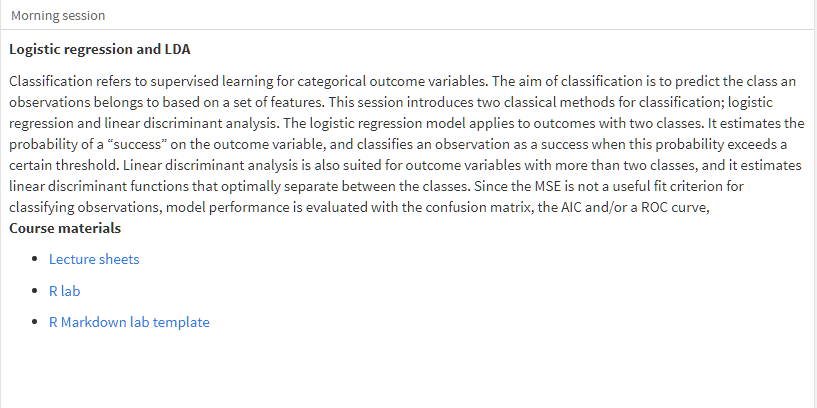 Morning session
Logistic regression and LDA
Classification refers to supervised learning for categorical outcome variables. The aim of classification is to predict the class an
observations belongs to based on a set of features. This session introduces two classical methods for classification; logistic
regression and linear discriminant analysis. The logistic regression model applies to outcomes with two classes. It estimates the
probability of a “success” on the outcome variable, and classifies an observation as a success when this probability exceeds a
certain threshold. Linear discriminant analysis is also suited for outcome variables with more than two classes, and it estimates
linear discriminant functions that optimally separate between the classes. Since the MSE is not a useful fit criterion for
classifying observations, model performance is evaluated with the confusion matrix, the AIC and/or a ROC curve,
Course materials
• Lecture sheets
• R lab
• R Markdown lab template